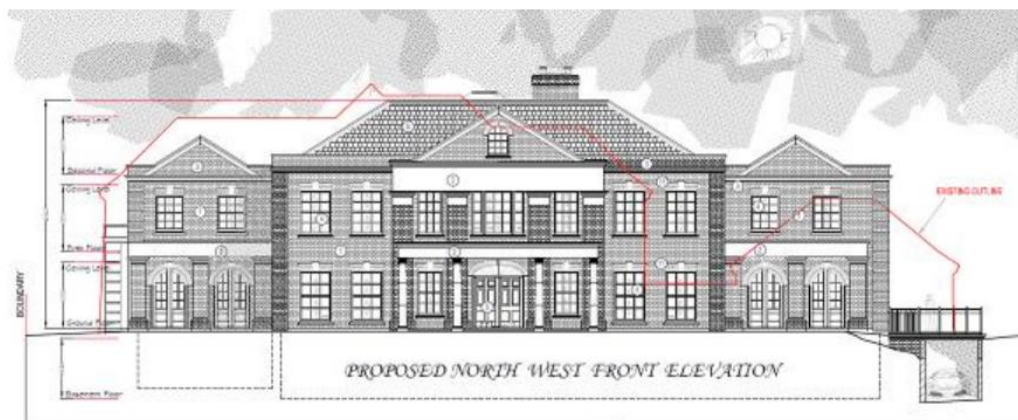 Ceiling Level
Second Floor
Ceiling Level
First Floor
Ceiling Level
Ground Floor
Basement Floor
BOUNDARY
EXISTING OUTLINE
PROPOSED NORTH WEST FRONT ELEVATION